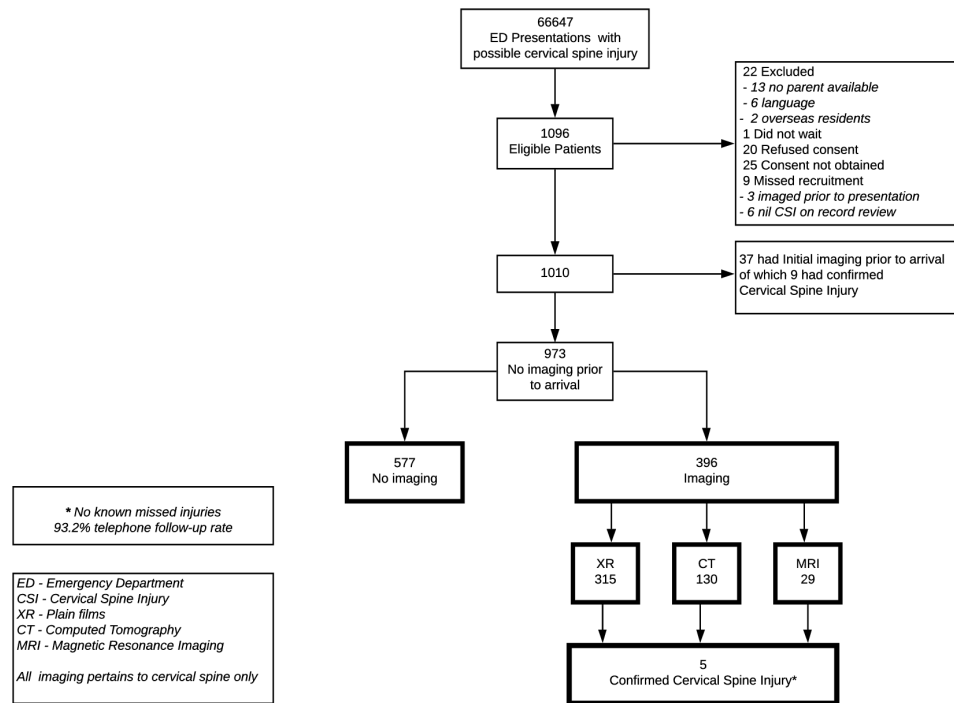 66647
ED Presentations with
possible cervical spine injury
22 Excluded
- 13 no parent available
- 6 language
- 2 overseas residents
1 Did not wait
20 Refused consent
25 Consent not obtained
9 Missed recruitment
- 3 imaged prior to presentation
- 6 nil CSI on record review
1096
Eligible Patients
1010
37 had Initial imaging prior to arrival
of which 9 had confirmed
Cervical Spine Injury
973
No imaging prior
to arrival
577
No imaging
396
Imaging
* No known missed injuries
93.2% telephone follow-up rate
XR
315
CT
130
MRI
29
ED - Emergency Department
CSI - Cervical Spine Injury
XR - Plain films
CT - Computed Tomography
MRI - Magnetic Resonance Imaging
All imaging pertains to cervical spine only
5
Confirmed Cervical Spine Injury*